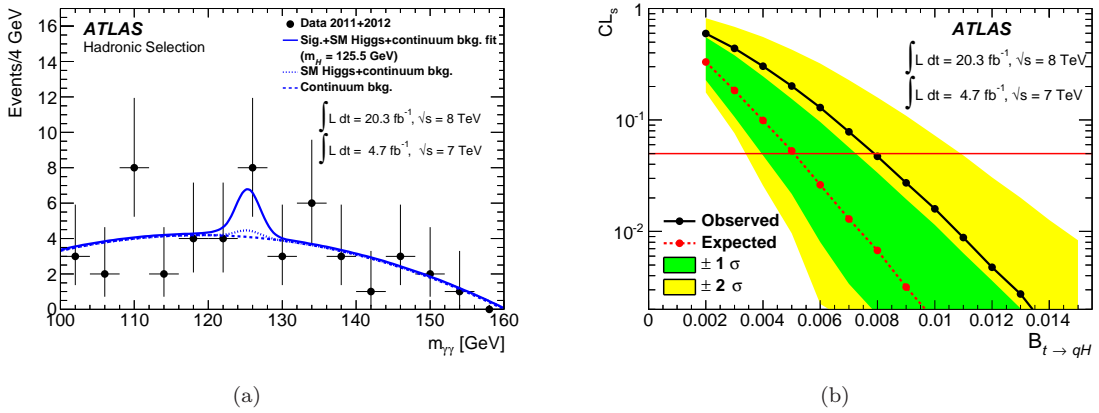 Events/4 GeV
16
14
12
10
8
6
4
2
0
100 110 120 130 140 150 160
m_γγ [GeV]
ATLAS
Hadronic Selection
Data 2011+2012
Sig.+SM Higgs+continuum bkg. fit
(m_H = 125.5 GeV)
SM Higgs+continuum bkg.
Continuum bkg.
∫ L dt = 20.3 fb⁻¹, √s = 8 TeV
∫ L dt = 4.7 fb⁻¹, √s = 7 TeV
(a)
CL_s
1
10⁻¹
10⁻²
0 0.002 0.004 0.006 0.008 0.01 0.012 0.014
B_t → qH
ATLAS
∫ L dt = 20.3 fb⁻¹, √s = 8 TeV
∫ L dt = 4.7 fb⁻¹, √s = 7 TeV
Observed
Expected
± 1 σ
± 2 σ
(b)